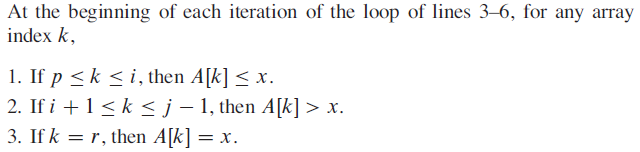 At the beginning of each iteration of the loop of lines 3–6, for any array
index k,
1. If p ≤ k ≤ i, then A[k] ≤ x.
2. If i + 1 ≤ k ≤ j − 1, then A[k] > x.
3. If k = r, then A[k] = x.